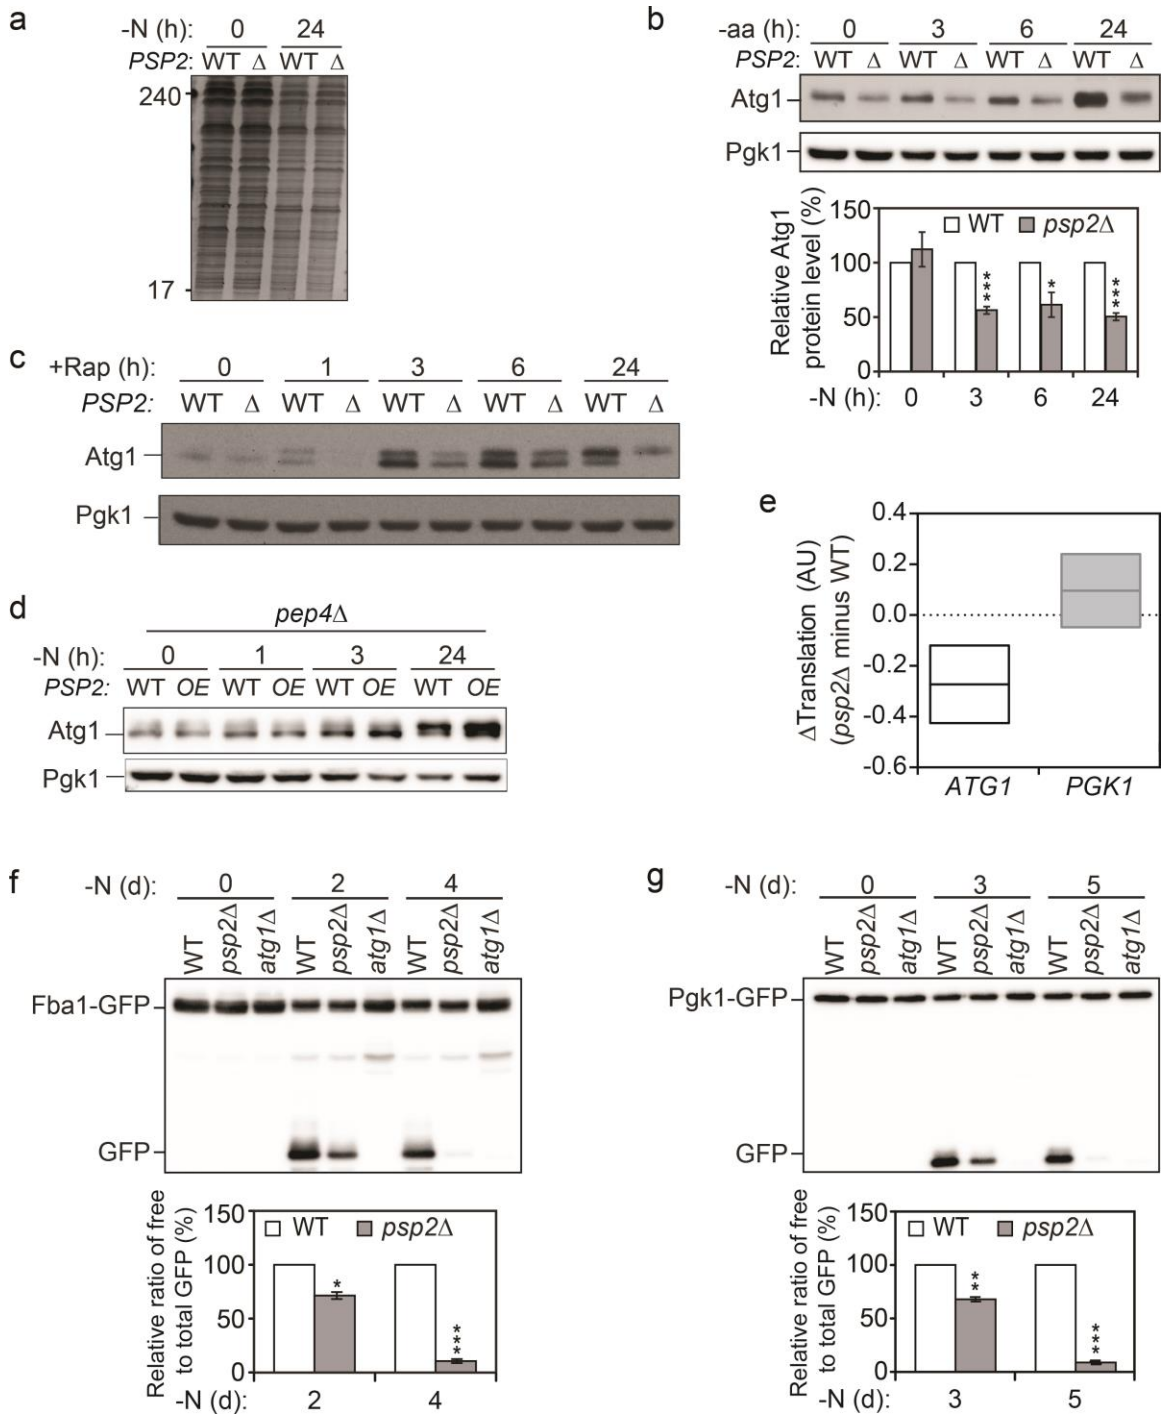 a
-N (h): 0 24
PSP2: WT Δ WT Δ
240
17
b
-aa (h): 0 3 6 24
PSP2: WT Δ WT Δ WT Δ WT Δ
Atg1
Pgk1
Relative Atg1
protein level (%)
150
100
50
0
WT psp2Δ
*** * ***
-N (h): 0 3 6 24
c
+Rap (h): 0 1 3 6 24
PSP2: WT Δ WT Δ WT Δ WT Δ WT Δ
Atg1
Pgk1
d
pep4Δ
-N (h): 0 1 3 24
PSP2: WT OE WT OE WT OE WT OE
Atg1
Pgk1
e
ΔTranslation (AU)
(psp2Δ minus WT)
0.4
0.2
0.0
-0.2
-0.4
-0.6
ATG1 PGK1
f
-N (d): 0 2 4
WT psp2Δ atg1Δ WT psp2Δ atg1Δ WT psp2Δ atg1Δ
Fba1-GFP
GFP
Relative ratio of free
to total GFP (%)
150
100
50
0
WT psp2Δ
* ***
-N (d): 2 4
g
-N (d): 0 3 5
WT psp2Δ atg1Δ WT psp2Δ atg1Δ WT psp2Δ atg1Δ
Pgk1-GFP
GFP
Relative ratio of free
to total GFP (%)
150
100
50
0
WT psp2Δ
** ***
-N (d): 3 5